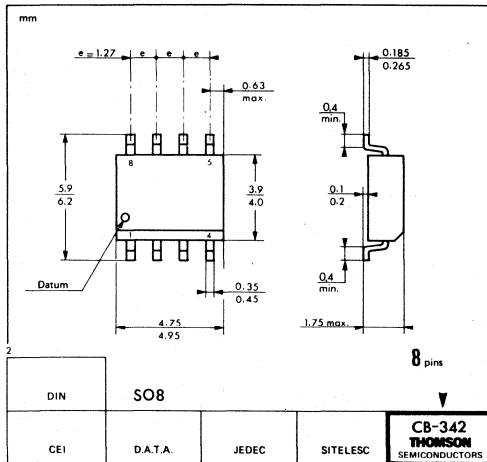 mm
e = 1.27 e e e
0.185
0.265
0.63
max.
0.4
min.
8 5
5.9
6.2
3.9
4.0
0.1
0.2
1 4
Datum
0.35
0.45
0.4
min.
4.75
4.95
1.75 max.
2
8 pins
DIN SO8
CEI D.A.T.A. JEDEC SITELESC
CB-342
THOMSON
SEMICONDUCTORS